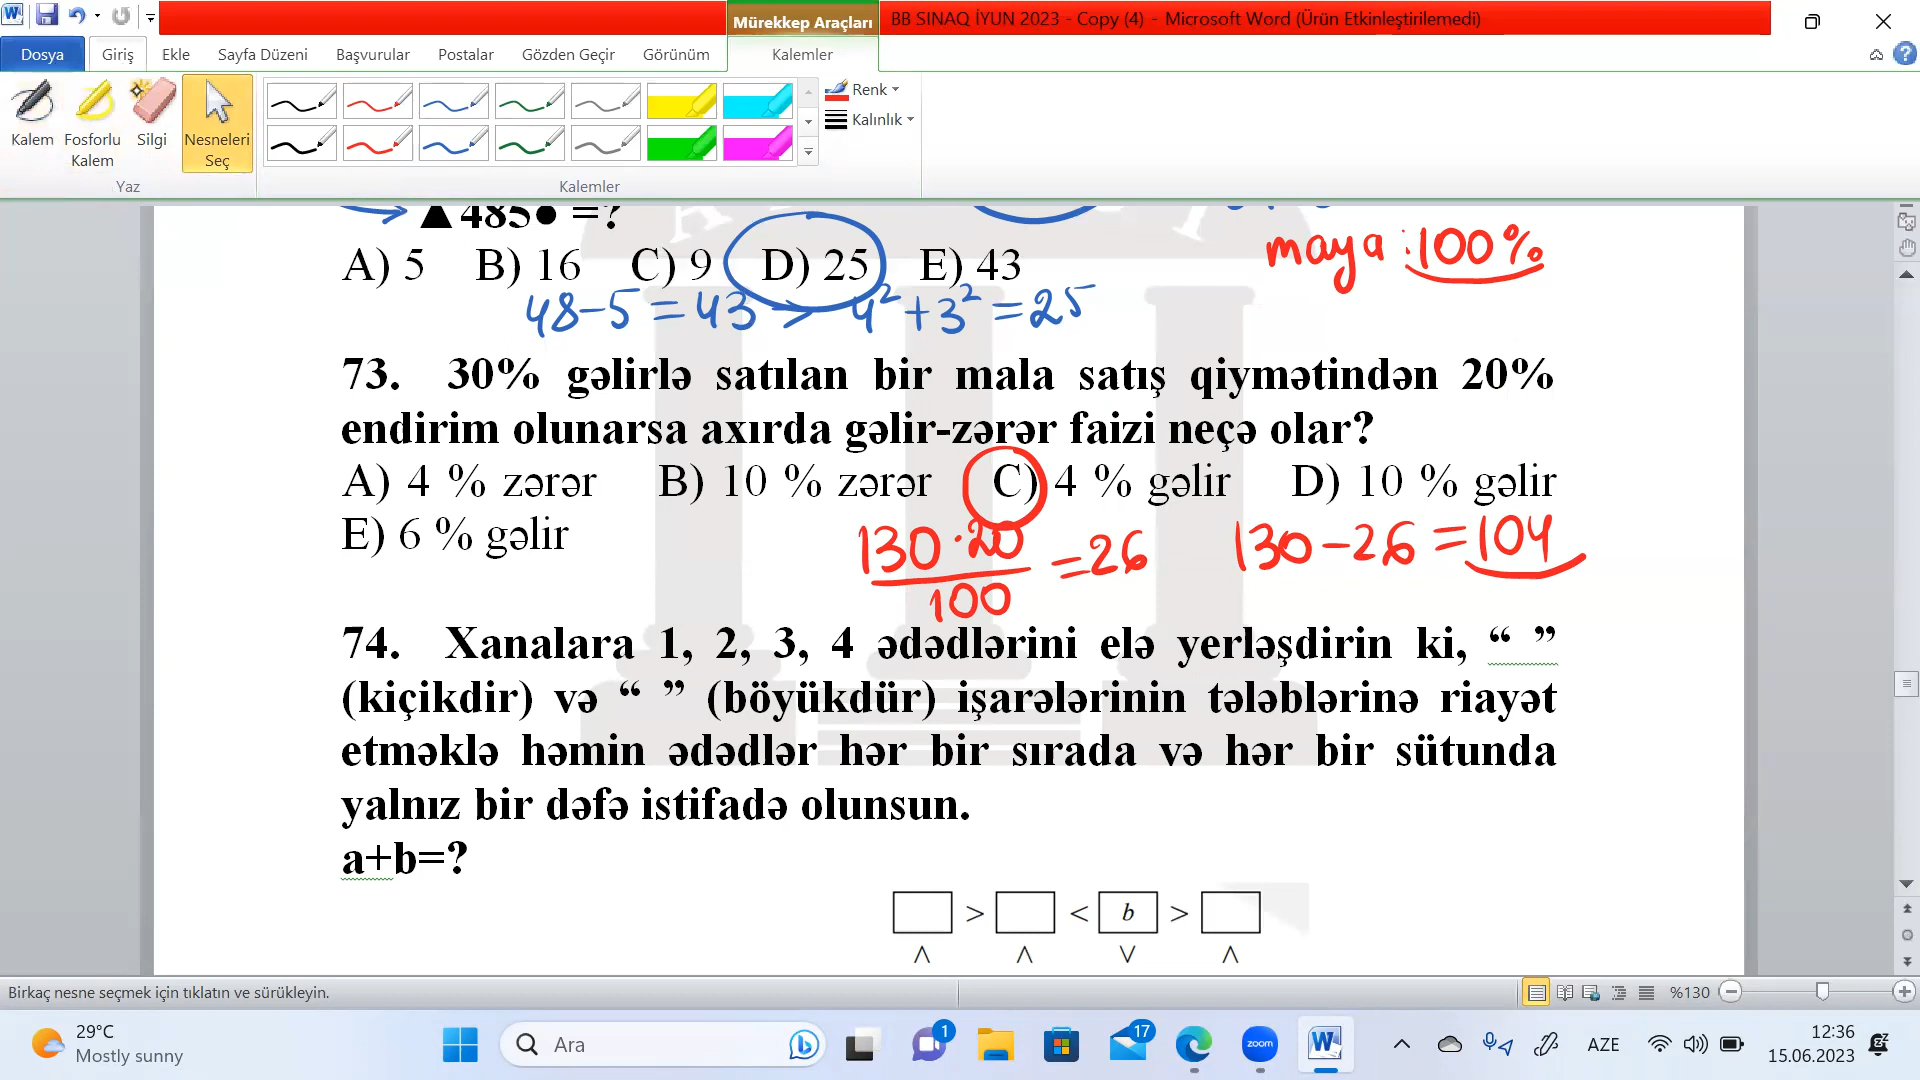 Mürekkep Araçları
BB SINAQ İYUN 2023 - Copy (4) - Microsoft Word (Ürün Etkinleştirilemedi)
Dosya Giriş Ekle Sayfa Düzeni Başvurular Postalar Gözden Geçir Görünüm Kalemler
Kalem Fosforlu Kalem Silgi Nesneleri Seç
Renk
Kalınlık
Yaz Kalemler
▲485● =?
maya : 100%
A) 5 B) 16 C) 9 D) 25 E) 43
48-5 = 43 > 4² + 3² = 25
73. 30% gəlirlə satılan bir mala satış qiymətindən 20%
endirim olunarsa axırda gəlir-zərər faizi neçə olar?
A) 4 % zərər B) 10 % zərər C) 4 % gəlir D) 10 % gəlir
E) 6 % gəlir
130·20
100
=26
130-26=104
74. Xanalara 1, 2, 3, 4 ədədlərini elə yerləşdirin ki, “ ”
(kiçikdir) və “ ” (böyükdür) işarələrinin tələblərinə riayət
etməklə həmin ədədlər hər bir sırada və hər bir sütunda
yalnız bir dəfə istifadə olunsun.
a+b=?
> < b >
˄ ˄ ˅ ˄
Birkaç nesne seçmek için tıklatın ve sürükleyin.
%130
29°C
Mostly sunny
Ara
1
17
zoom
AZE
12:36
15.06.2023